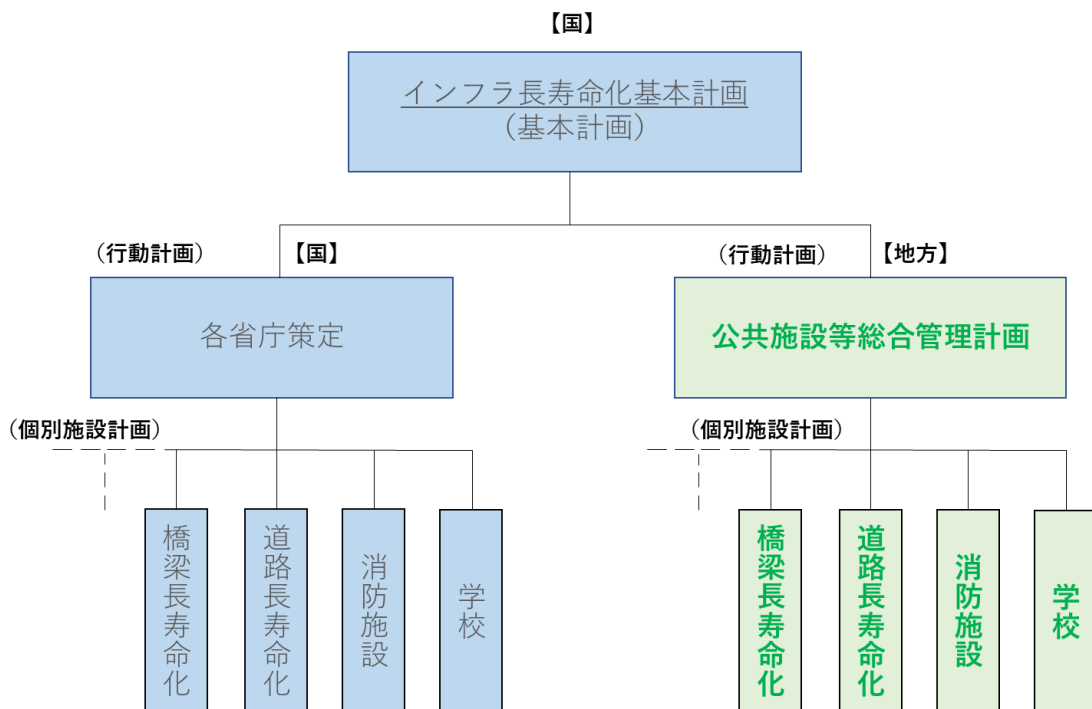 【国】
インフラ長寿命化基本計画
(基本計画)
(行動計画)
【国】
(行動計画)
【地方】
各省庁策定
公共施設等総合管理計画
(個別施設計画)
(個別施設計画)
橋梁長寿命化
道路長寿命化
消防施設
学校
橋梁長寿命化
道路長寿命化
消防施設
学校